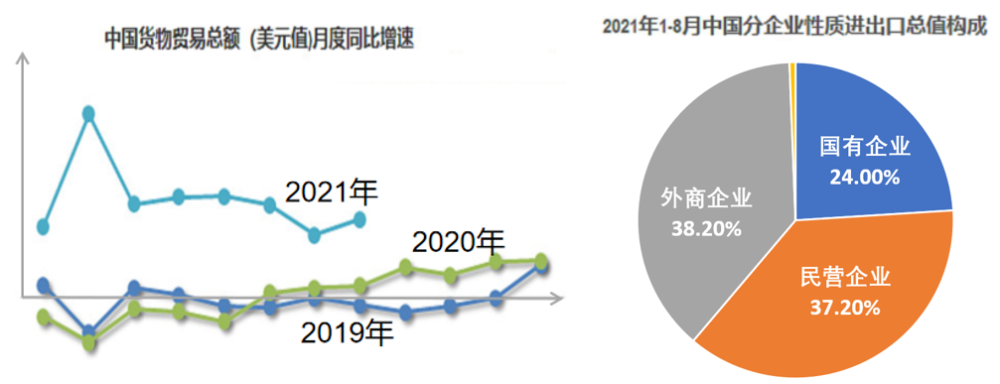 中国货物贸易总额（美元值)月度同比增速
2021年
2020年
2019年
2021年1-8月中国分企业性质进出口总值构成
国有企业
24.00%
外商企业
38.20%
民营企业
37.20%